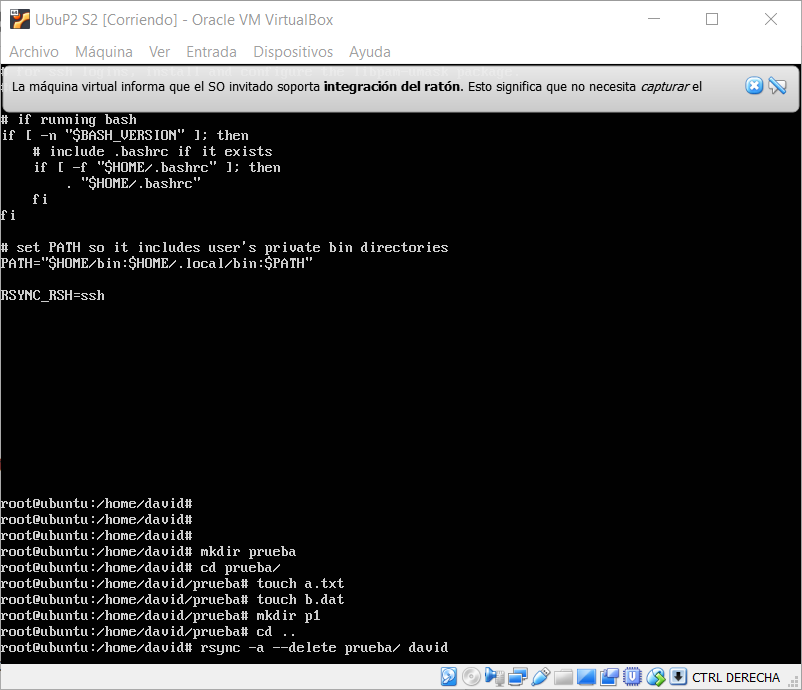 UbuP2 S2 [Corriendo] - Oracle VM VirtualBox
Archivo Máquina Ver Entrada Dispositivos Ayuda
La máquina virtual informa que el SO invitado soporta integración del ratón. Esto significa que no necesita capturar el
# if running bash
if [ -n "$BASH_VERSION" ]; then
    # include .bashrc if it exists
    if [ -f "$HOME/.bashrc" ]; then
        . "$HOME/.bashrc"
    fi
fi
# set PATH so it includes user's private bin directories
PATH="$HOME/bin:$HOME/.local/bin:$PATH"
RSYNC_RSH=ssh
root@ubuntu:/home/david#
root@ubuntu:/home/david#
root@ubuntu:/home/david#
root@ubuntu:/home/david# mkdir prueba
root@ubuntu:/home/david# cd prueba/
root@ubuntu:/home/david/prueba# touch a.txt
root@ubuntu:/home/david/prueba# touch b.dat
root@ubuntu:/home/david/prueba# mkdir p1
root@ubuntu:/home/david/prueba# cd ..
root@ubuntu:/home/david# rsync -a --delete prueba/ david
CTRL DERECHA